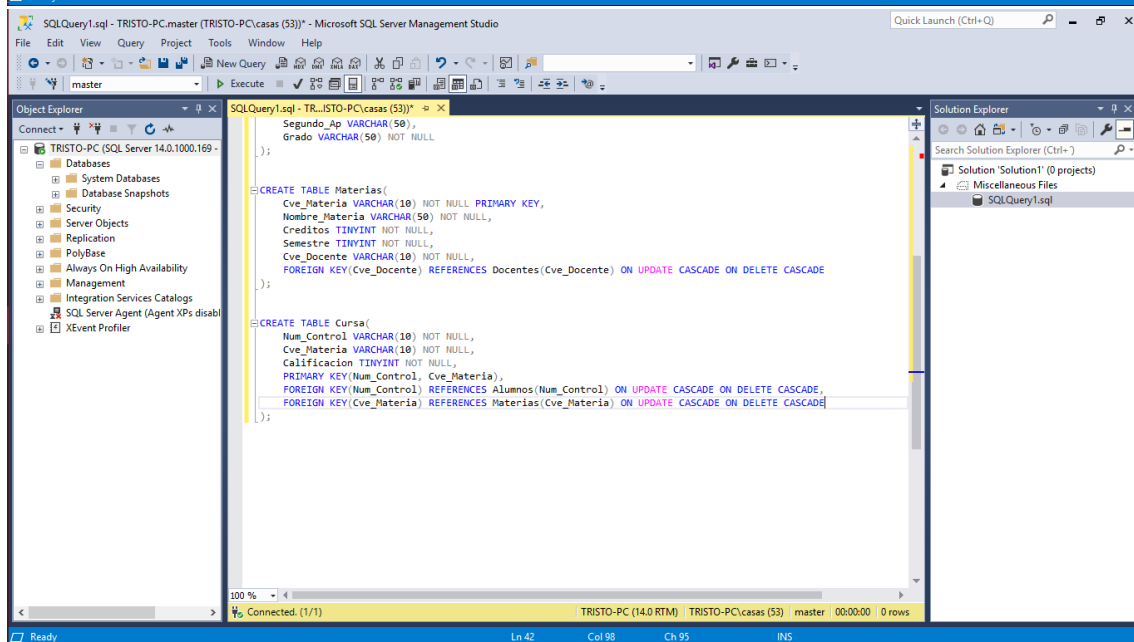 SQLQuery1.sql - TRISTO-PC.master (TRISTO-PC\casas (53))* - Microsoft SQL Server Management Studio
Quick Launch (Ctrl+Q)
File Edit View Query Project Tools Window Help
New Query
master
Execute
Object Explorer
Connect
TRISTO-PC (SQL Server 14.0.1000.169 -
Databases
System Databases
Database Snapshots
Security
Server Objects
Replication
PolyBase
Always On High Availability
Management
Integration Services Catalogs
SQL Server Agent (Agent XPs disabl
XEvent Profiler
SQLQuery1.sql - TR...ISTO-PC\casas (53))*
Segundo_Ap VARCHAR(50),
Grado VARCHAR(50) NOT NULL
);
CREATE TABLE Materias(
Cve_Materia VARCHAR(10) NOT NULL PRIMARY KEY,
Nombre_Materia VARCHAR(50) NOT NULL,
Creditos TINYINT NOT NULL,
Semestre TINYINT NOT NULL,
Cve_Docente VARCHAR(10) NOT NULL,
FOREIGN KEY(Cve_Docente) REFERENCES Docentes(Cve_Docente) ON UPDATE CASCADE ON DELETE CASCADE
);
CREATE TABLE Cursa(
Num_Control VARCHAR(10) NOT NULL,
Cve_Materia VARCHAR(10) NOT NULL,
Calificacion TINYINT NOT NULL,
PRIMARY KEY(Num_Control, Cve_Materia),
FOREIGN KEY(Num_Control) REFERENCES Alumnos(Num_Control) ON UPDATE CASCADE ON DELETE CASCADE,
FOREIGN KEY(Cve_Materia) REFERENCES Materias(Cve_Materia) ON UPDATE CASCADE ON DELETE CASCADE
);
100 %
Connected. (1/1)
TRISTO-PC (14.0 RTM) TRISTO-PC\casas (53) master 00:00:00 0 rows
Solution Explorer
Search Solution Explorer (Ctrl+´)
Solution 'Solution1' (0 projects)
Miscellaneous Files
SQLQuery1.sql
Ready
Ln 42 Col 98 Ch 95 INS